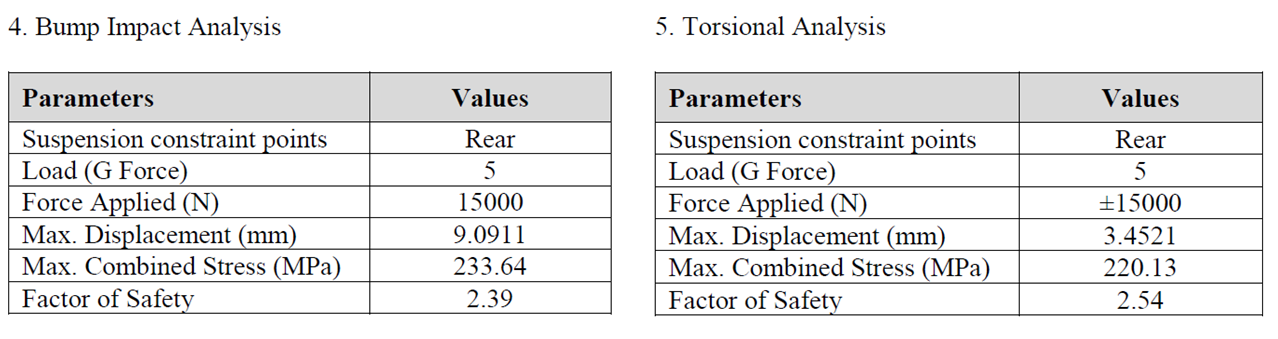 4. Bump Impact Analysis
Parameters Values
Suspension constraint points Rear
Load (G Force) 5
Force Applied (N) 15000
Max. Displacement (mm) 9.0911
Max. Combined Stress (MPa) 233.64
Factor of Safety 2.39
5. Torsional Analysis
Parameters Values
Suspension constraint points Rear
Load (G Force) 5
Force Applied (N) ±15000
Max. Displacement (mm) 3.4521
Max. Combined Stress (MPa) 220.13
Factor of Safety 2.54